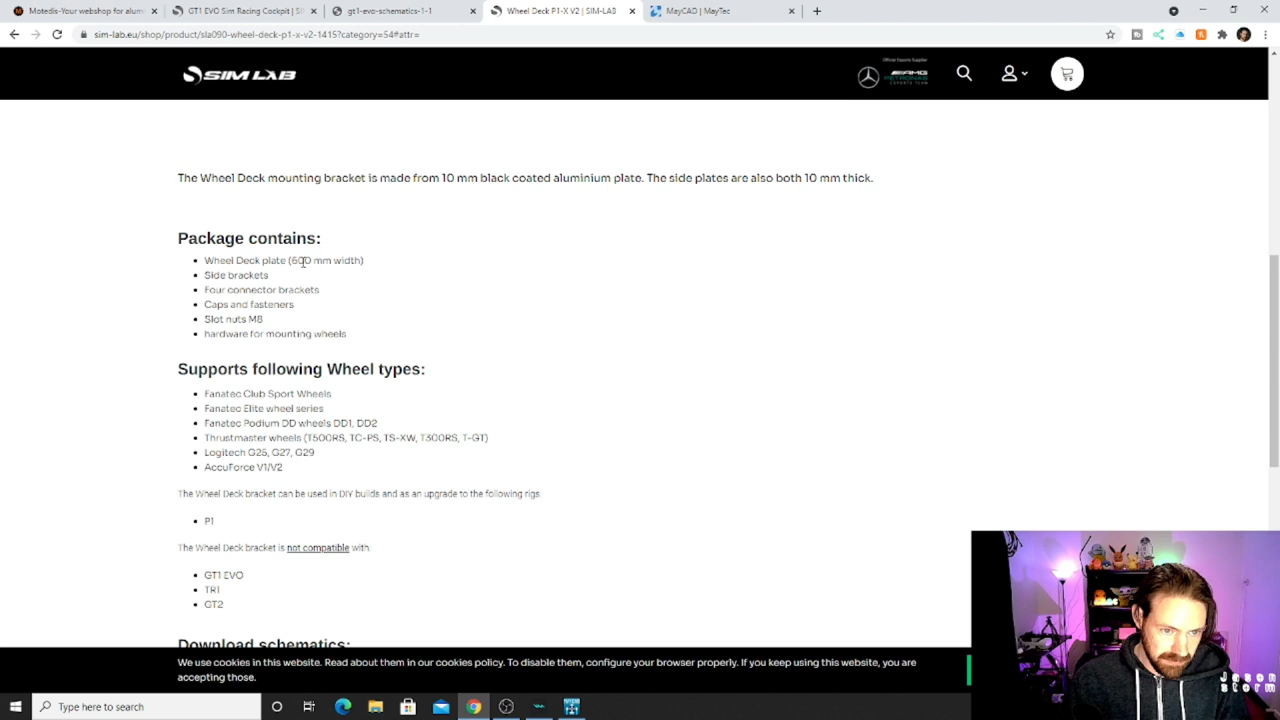 Motedis-Your webshop for alum
GT1 EVO Sim Racing Cockpit | SI
gt1-evo-schematics-1-1
Wheel Deck P1-X V2 | SIM-LAB
MayCAD | MayTec
sim-lab.eu/shop/product/sla090-wheel-deck-p1-x-v2-1415?category=54#attr=
SIM LAB
AMG
PETRONAS
ESPORTS TEAM
The Wheel Deck mounting bracket is made from 10 mm black coated aluminium plate. The side plates are also both 10 mm thick.
Package contains:
• Wheel Deck plate (600 mm width)
• Side brackets
• Four connector brackets
• Caps and fasteners
• Slot nuts M8
• hardware for mounting wheels
Supports following Wheel types:
• Fanatec Club Sport Wheels
• Fanatec Elite wheel series
• Fanatec Podium DD wheels DD1, DD2
• Thrustmaster wheels (T500RS, TC-PS, TS-XW, T300RS, T-GT)
• Logitech G25, G27, G29
• AccuForce V1/V2
The Wheel Deck bracket can be used in DIY builds and as an upgrade to the following rigs
• P1
The Wheel Deck bracket is not compatible with:
• GT1 EVO
• TR1
• GT2
Download schematics:
We use cookies in this website. Read about them in our cookies policy. To disable them, configure your browser properly. If you keep using this website, you are
accepting those.
Jason
Storm
Type here to search